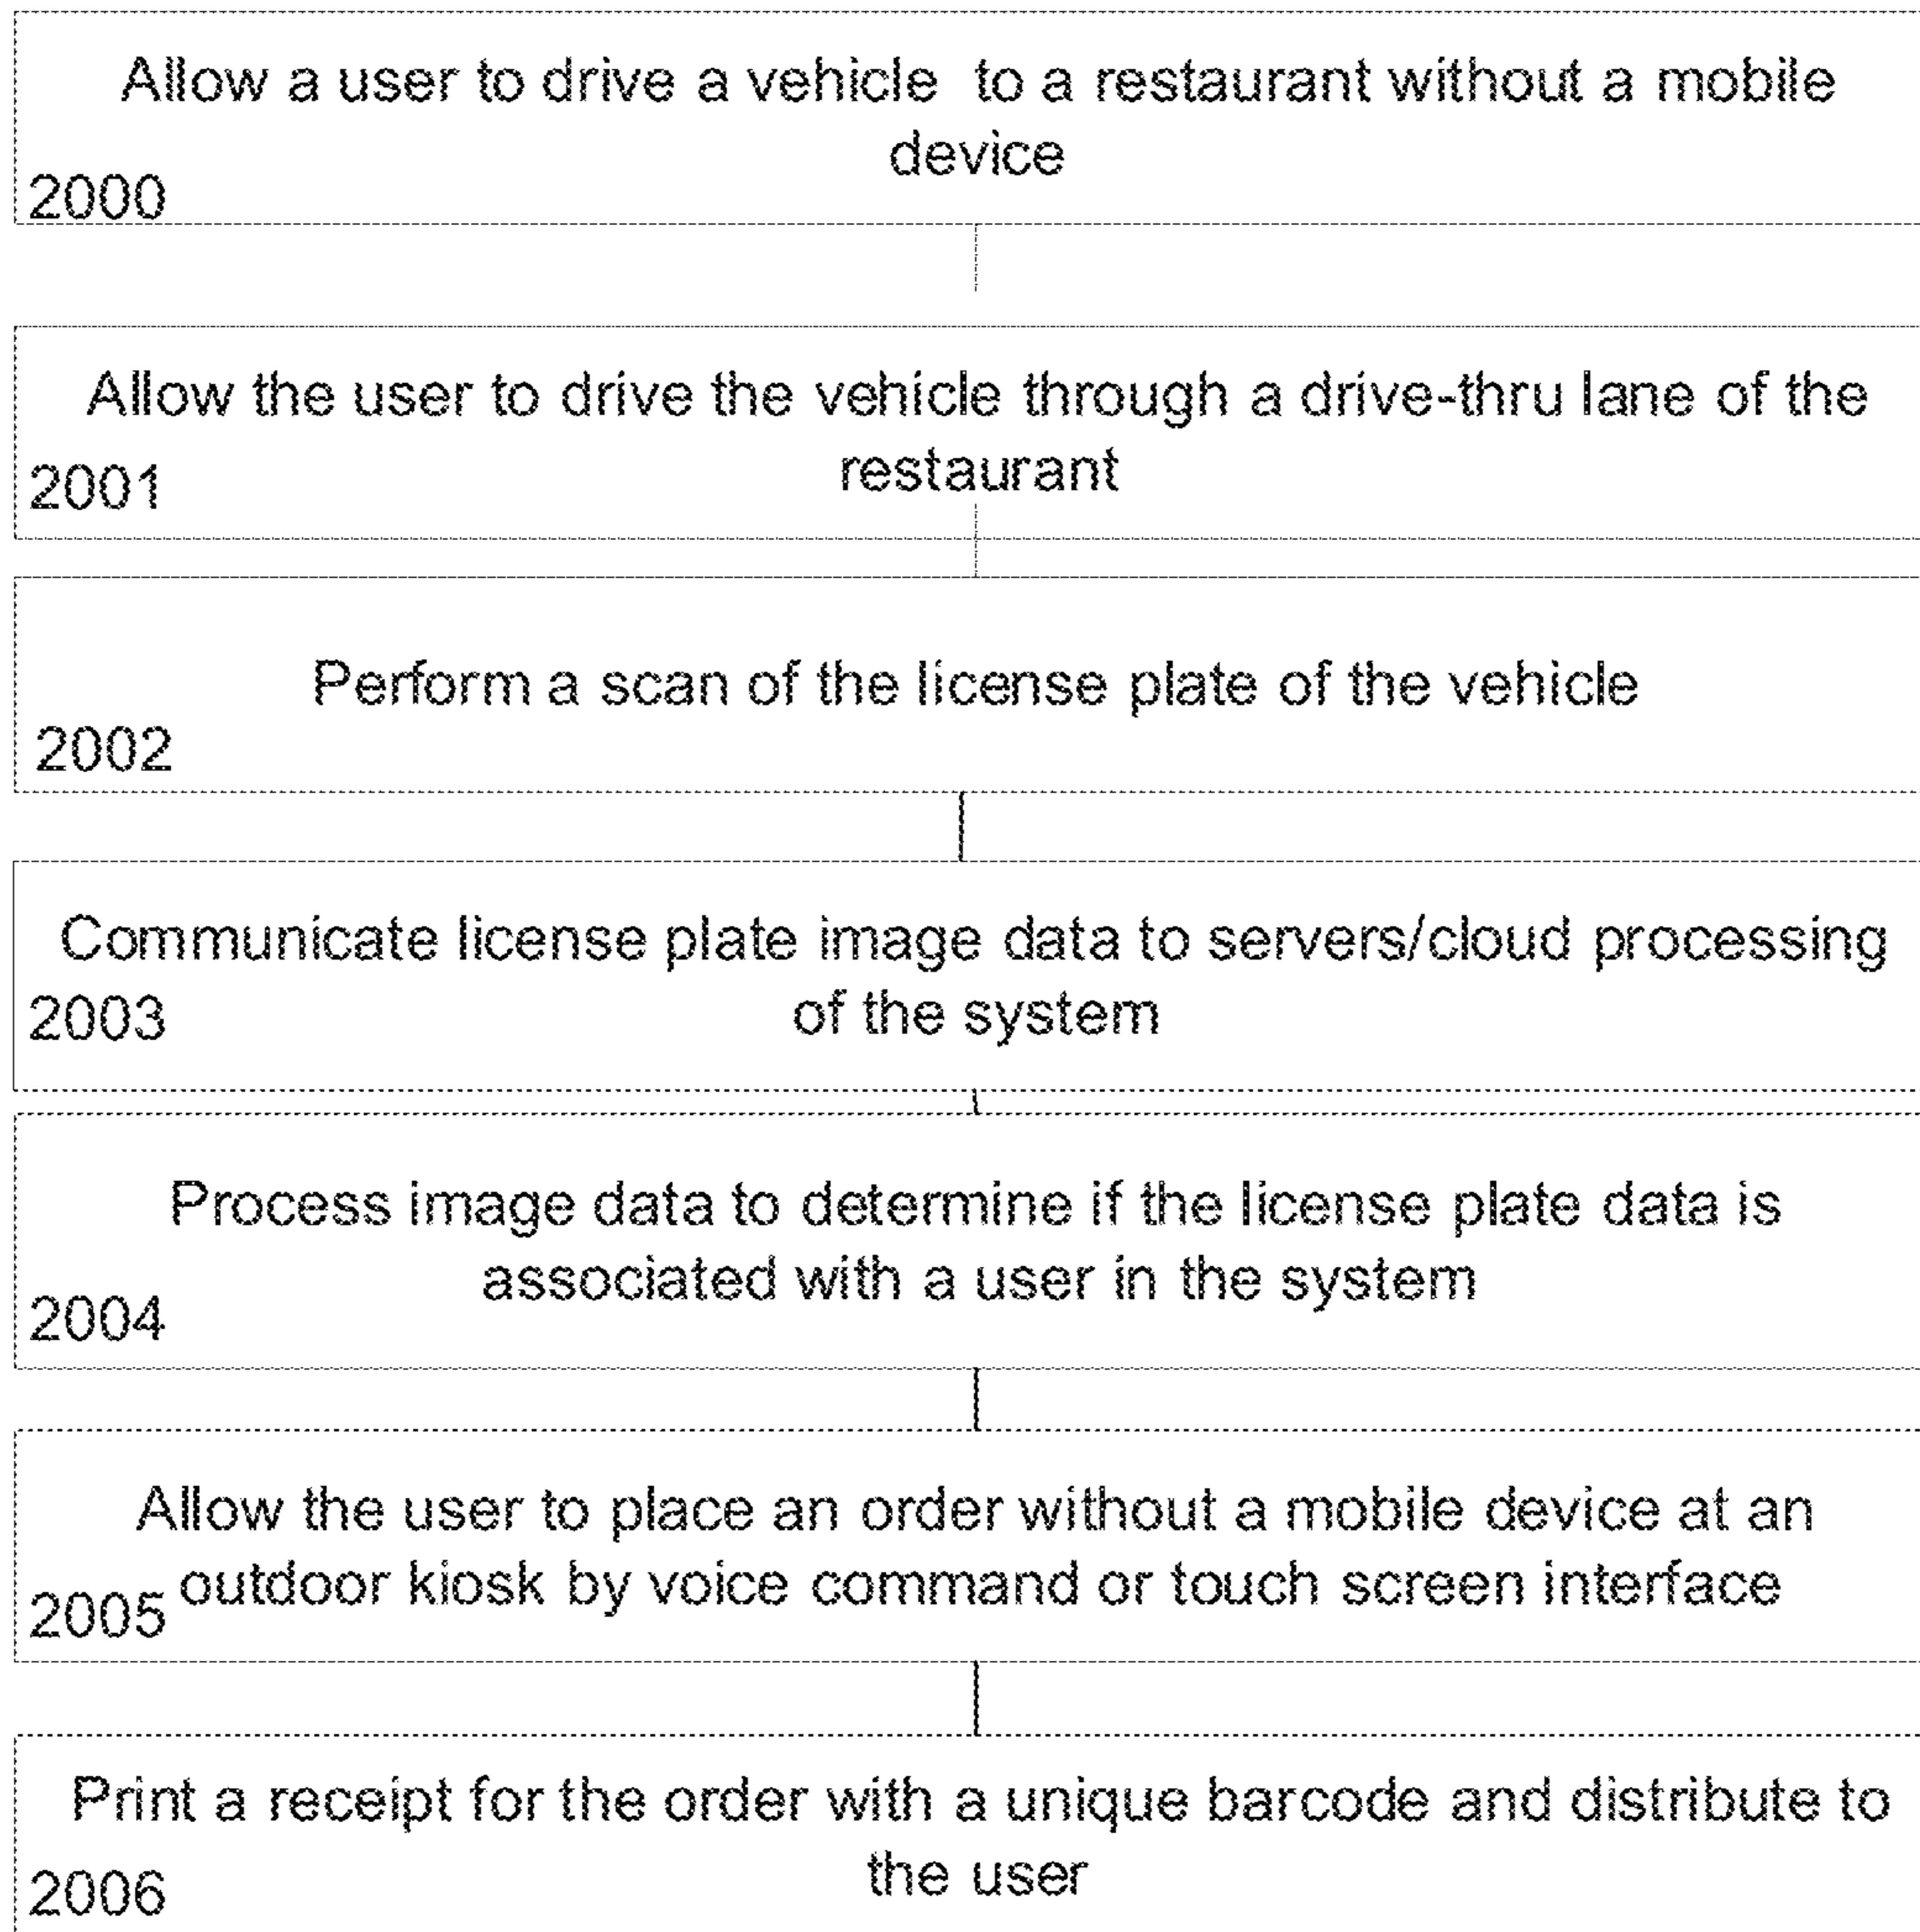 Allow a user to drive a vehicle to a restaurant without a mobile
device
2000
Allow the user to drive the vehicle through a drive-thru lane of the
restaurant
2001
Perform a scan of the license plate of the vehicle
2002
Communicate license plate image data to servers/cloud processing
of the system
2003
Process image data to determine if the license plate data is
associated with a user in the system
2004
Allow the user to place an order without a mobile device at an
outdoor kiosk by voice command or touch screen interface
2005
Print a receipt for the order with a unique barcode and distribute to
the user
2006